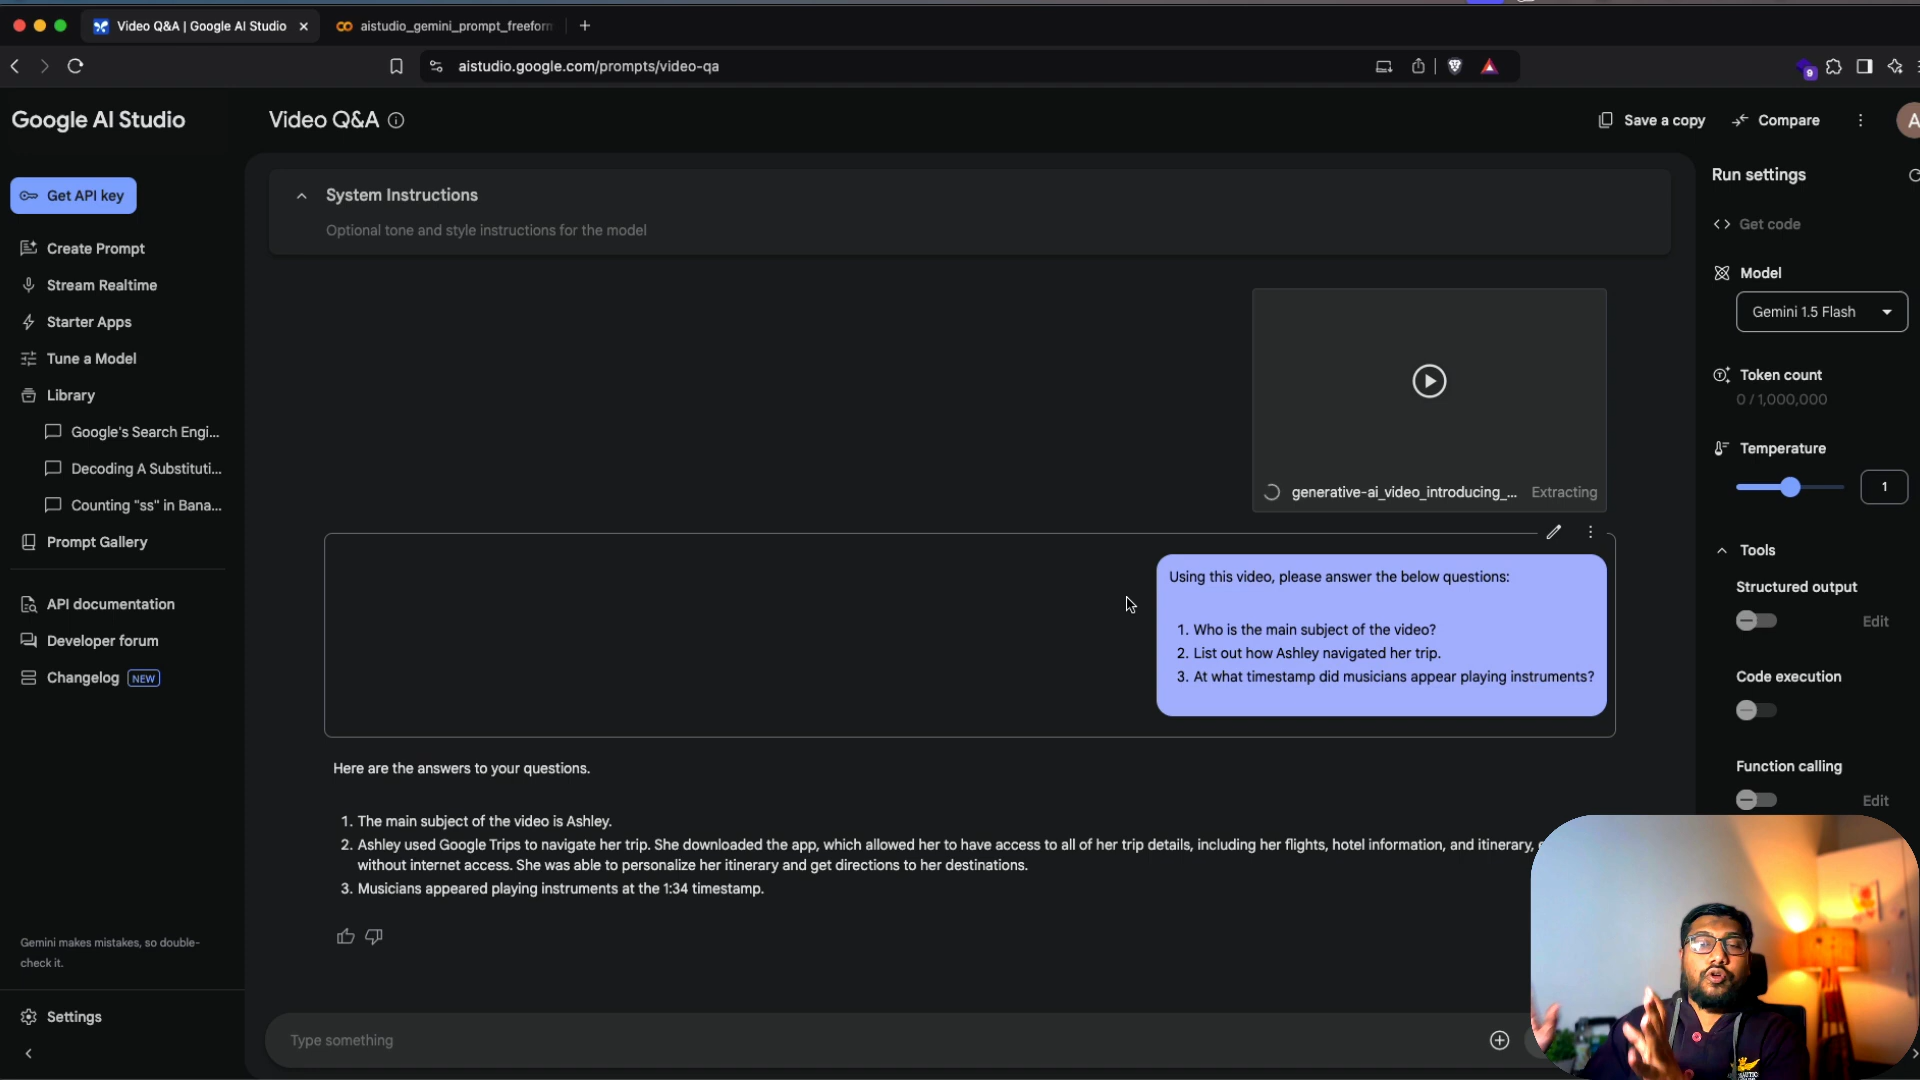 Video Q&A | Google AI Studio
aistudio_gemini_prompt_freeform
aistudio.google.com/prompts/video-qa
9
Google AI Studio
Video Q&A
Save a copy
Compare
A
Get API key
Create Prompt
Stream Realtime
Starter Apps
Tune a Model
Library
Google's Search Engi...
Decoding A Substituti...
Counting "ss" in Bana...
Prompt Gallery
API documentation
Developer forum
Changelog NEW
Gemini makes mistakes, so double-
check it.
Settings
System Instructions
Optional tone and style instructions for the model
generative-ai_video_introducing_... Extracting
Using this video, please answer the below questions:
1. Who is the main subject of the video?
2. List out how Ashley navigated her trip.
3. At what timestamp did musicians appear playing instruments?
Here are the answers to your questions.
1. The main subject of the video is Ashley.
2. Ashley used Google Trips to navigate her trip. She downloaded the app, which allowed her to have access to all of her trip details, including her flights, hotel information, and itinerary,
without internet access. She was able to personalize her itinerary and get directions to her destinations.
3. Musicians appeared playing instruments at the 1:34 timestamp.
Type something
Run settings
Get code
Model
Gemini 1.5 Flash
Token count
0 / 1,000,000
Temperature
1
Tools
Structured output
Edit
Code execution
Function calling
Edit